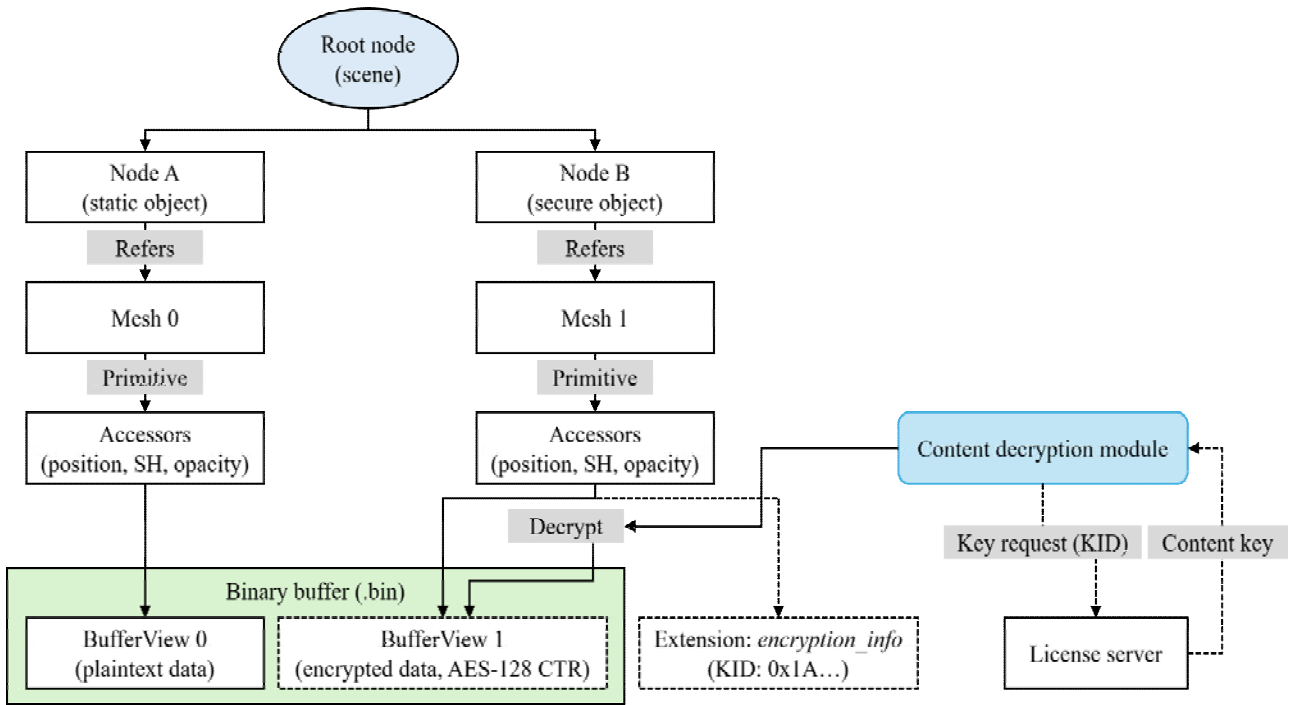 Root node
(scene)
Node A
(static object)
Node B
(secure object)
Refers
Refers
Mesh 0
Mesh 1
Primitive
Primitive
Accessors
(position, SH, opacity)
Accessors
(position, SH, opacity)
Content decryption module
Decrypt
Key request (KID)
Content key
Binary buffer (.bin)
BufferView 0
(plaintext data)
BufferView 1
(encrypted data, AES-128 CTR)
Extension: encryption_info
(KID: 0x1A…)
License server